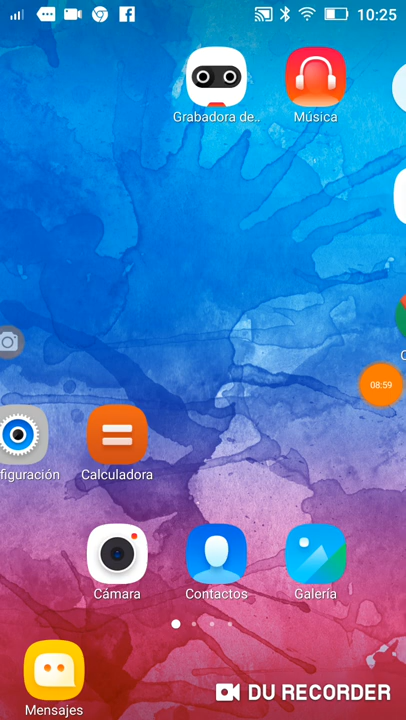 10:25
Grabadora de..
Música
08:59
figuración
Calculadora
Cámara
Contactos
Galería
Mensajes
DU RECORDER